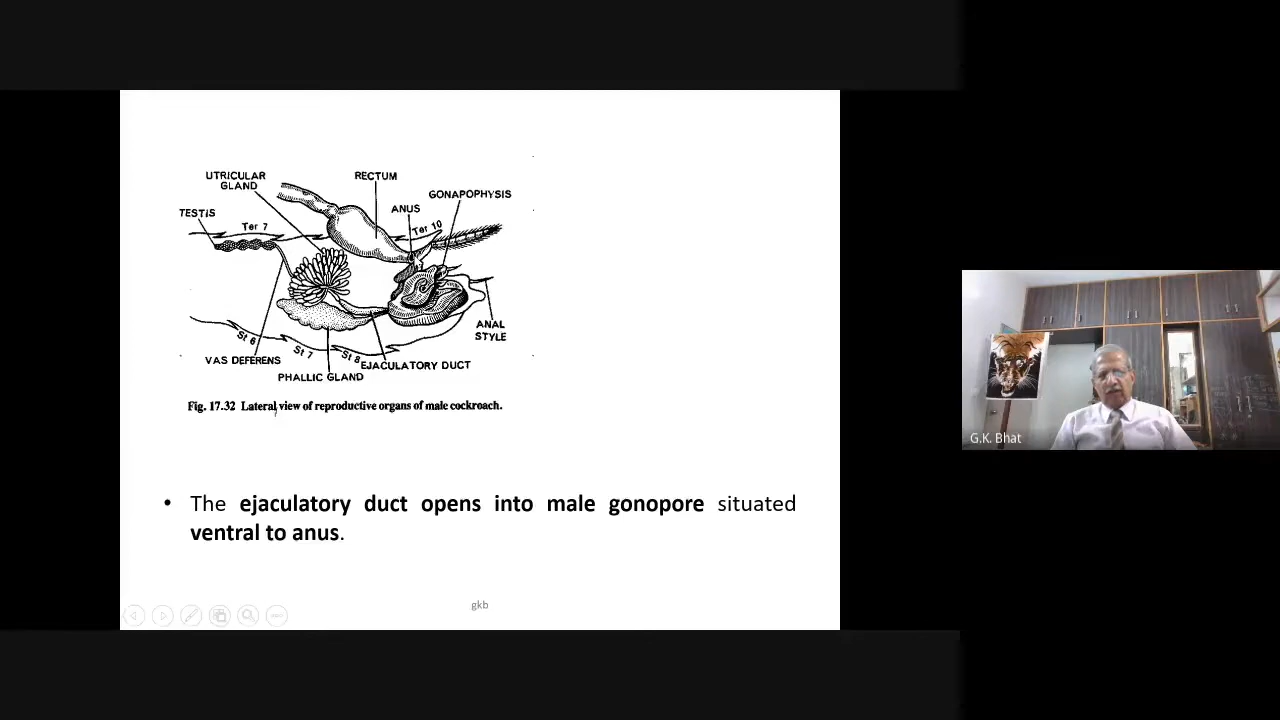 UTRICULAR
GLAND
RECTUM
GONAPOPHYSIS
ANUS
TESTIS
Ter 7
Ter 10
ANAL
STYLE
St 6
St 7
St 8
VAS DEFERENS
EJACULATORY DUCT
PHALLIC GLAND
Fig. 17.32 Lateral view of reproductive organs of male cockroach.
G.K. Bhat
• The ejaculatory duct opens into male gonopore situated
ventral to anus.
gkb